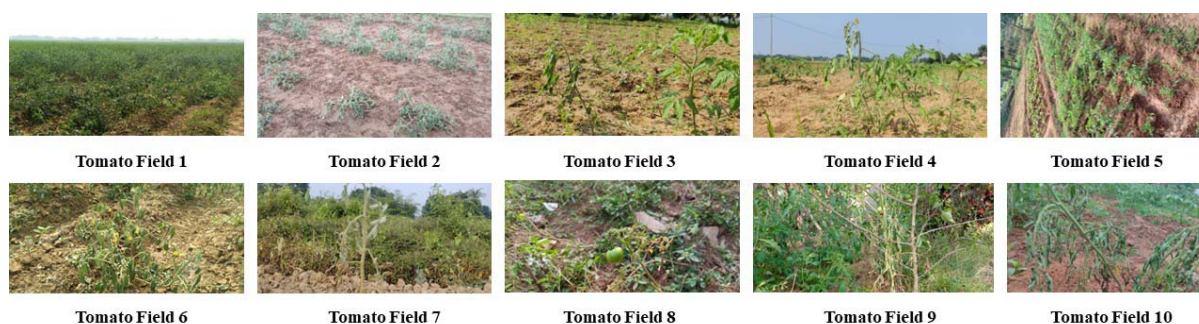 Tomato Field 1
Tomato Field 2
Tomato Field 3
Tomato Field 4
Tomato Field 5
Tomato Field 6
Tomato Field 7
Tomato Field 8
Tomato Field 9
Tomato Field 10